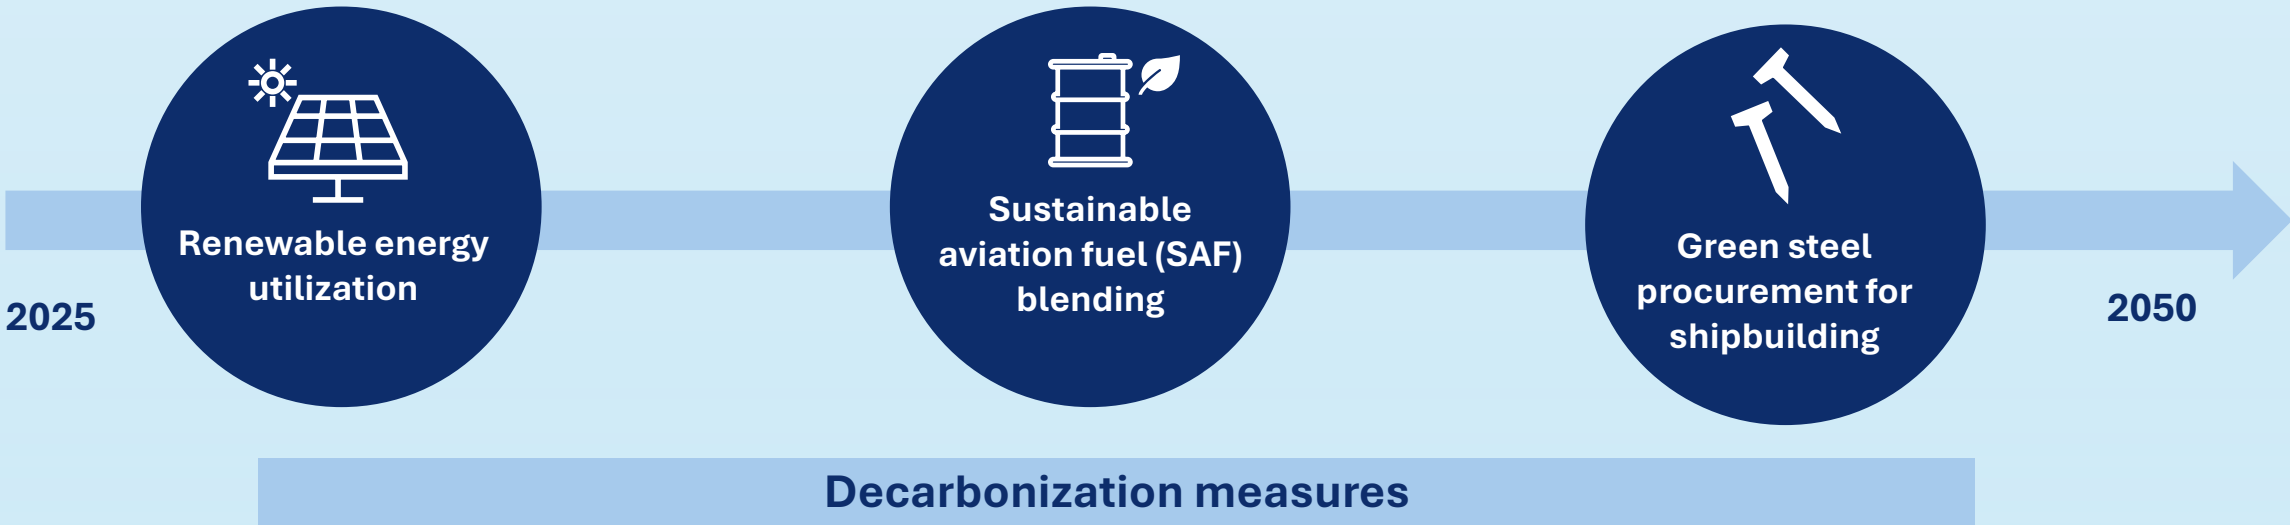 Renewable energy
utilization
Sustainable
aviation fuel (SAF)
blending
Green steel
procurement for
shipbuilding
2025
2050
Decarbonization measures